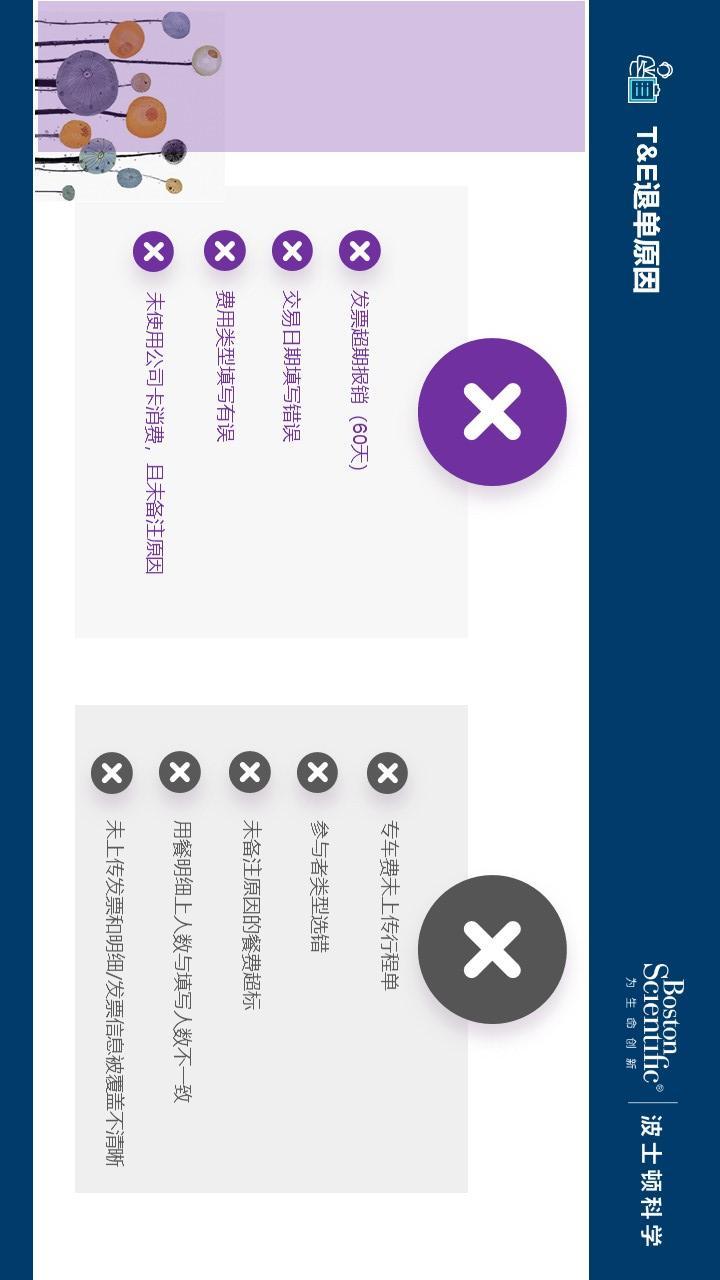 T&E退单原因
Boston
Scientific®
为生命创新
波士顿科学
发票超期报销（60天）
交易日期填写错误
费用类型填写有误
未使用公司卡消费，且未备注原因
专车费未上传行程单
参与者类型选错
未备注原因的餐费超标
用餐明细上人数与填写人数不一致
未上传发票和明细/发票信息被覆盖不清晰